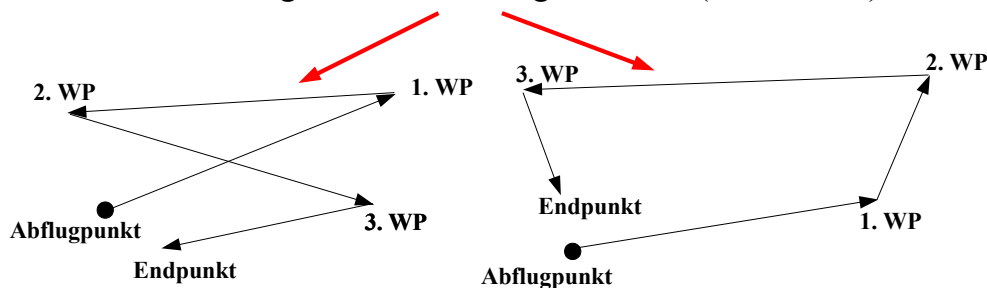 2. WP
1. WP
Abflugpunkt
3. WP
Endpunkt
3. WP
2. WP
Endpunkt
1. WP
Abflugpunkt